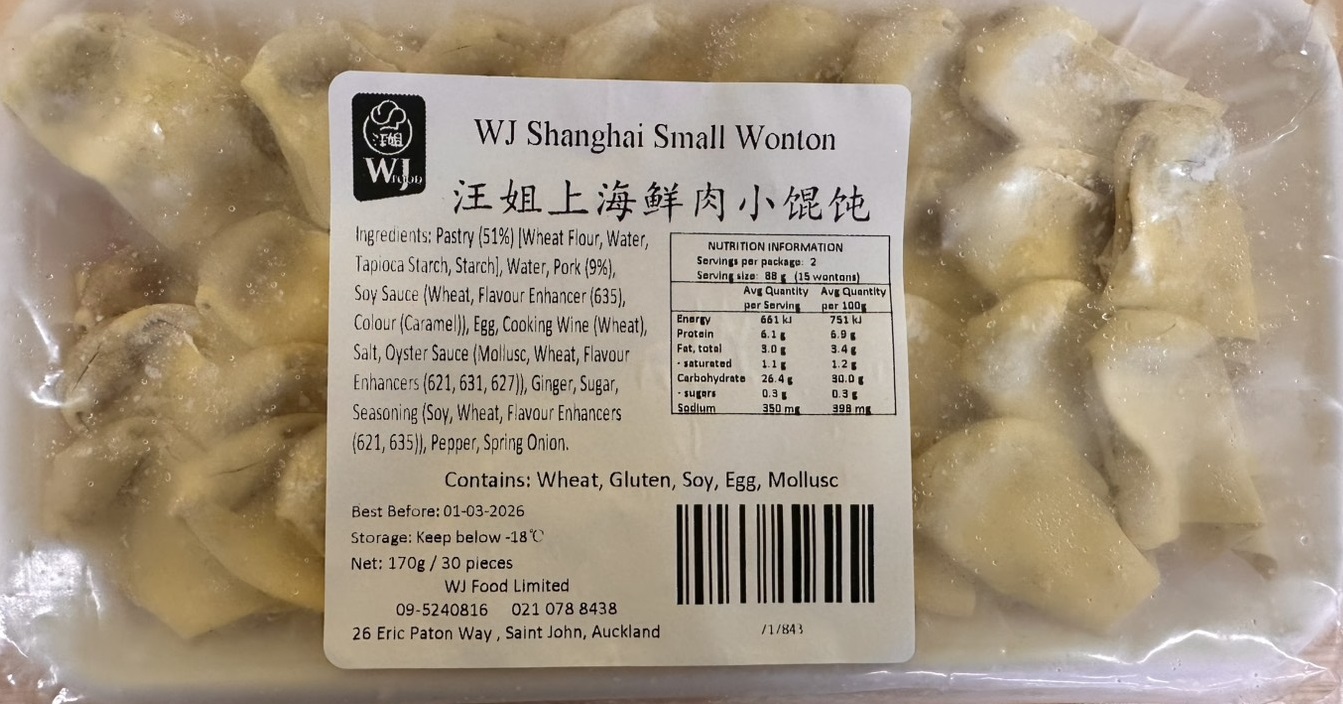 汪姐
WJ FOOD
WJ Shanghai Small Wonton
汪姐上海鲜肉小馄饨
Ingredients: Pastry (51%) [Wheat Flour, Water,
Tapioca Starch, Starch], Water, Pork (9%),
Soy Sauce (Wheat, Flavour Enhancer (635),
Colour (Caramel)), Egg, Cooking Wine (Wheat),
Salt, Oyster Sauce (Mollusc, Wheat, Flavour
Enhancers (621, 631, 627)), Ginger, Sugar,
Seasoning (Soy, Wheat, Flavour Enhancers
(621, 635)), Pepper, Spring Onion.
NUTRITION INFORMATION
Servings per package: 2
Serving size: 88 g (15 wontons)
Avg Quantity Avg Quantity
per Serving per 100g
Energy 661 kJ 751 kJ
Protein 6.1 g 6.9 g
Fat, total 3.0 g 3.4 g
- saturated 1.1 g 1.2 g
Carbohydrate 26.4 g 30.0 g
- sugars 0.3 g 0.3 g
Sodium 350 mg 398 mg
Contains: Wheat, Gluten, Soy, Egg, Mollusc
Best Before: 01-03-2026
Storage: Keep below -18℃
Net: 170g / 30 pieces
WJ Food Limited
09-5240816 021 078 8438
26 Eric Paton Way , Saint John, Auckland